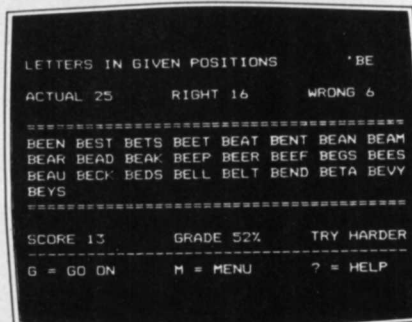 LETTERS IN GIVEN POSITIONS 'BE
ACTUAL 25 RIGHT 16 WRONG 6
==================================================
BEEN BEST BETS BEET BEAT BENT BEAN BEAM
BEAR BEAD BEAK BEEP BEER BEEF BEGS BEES
BEAU BECK BEDS BELL BELT BEND BETA BEVY
BEYS
==================================================
SCORE 13 GRADE 52% TRY HARDER
--------------------------------------------------
G = GO ON M = MENU ? = HELP